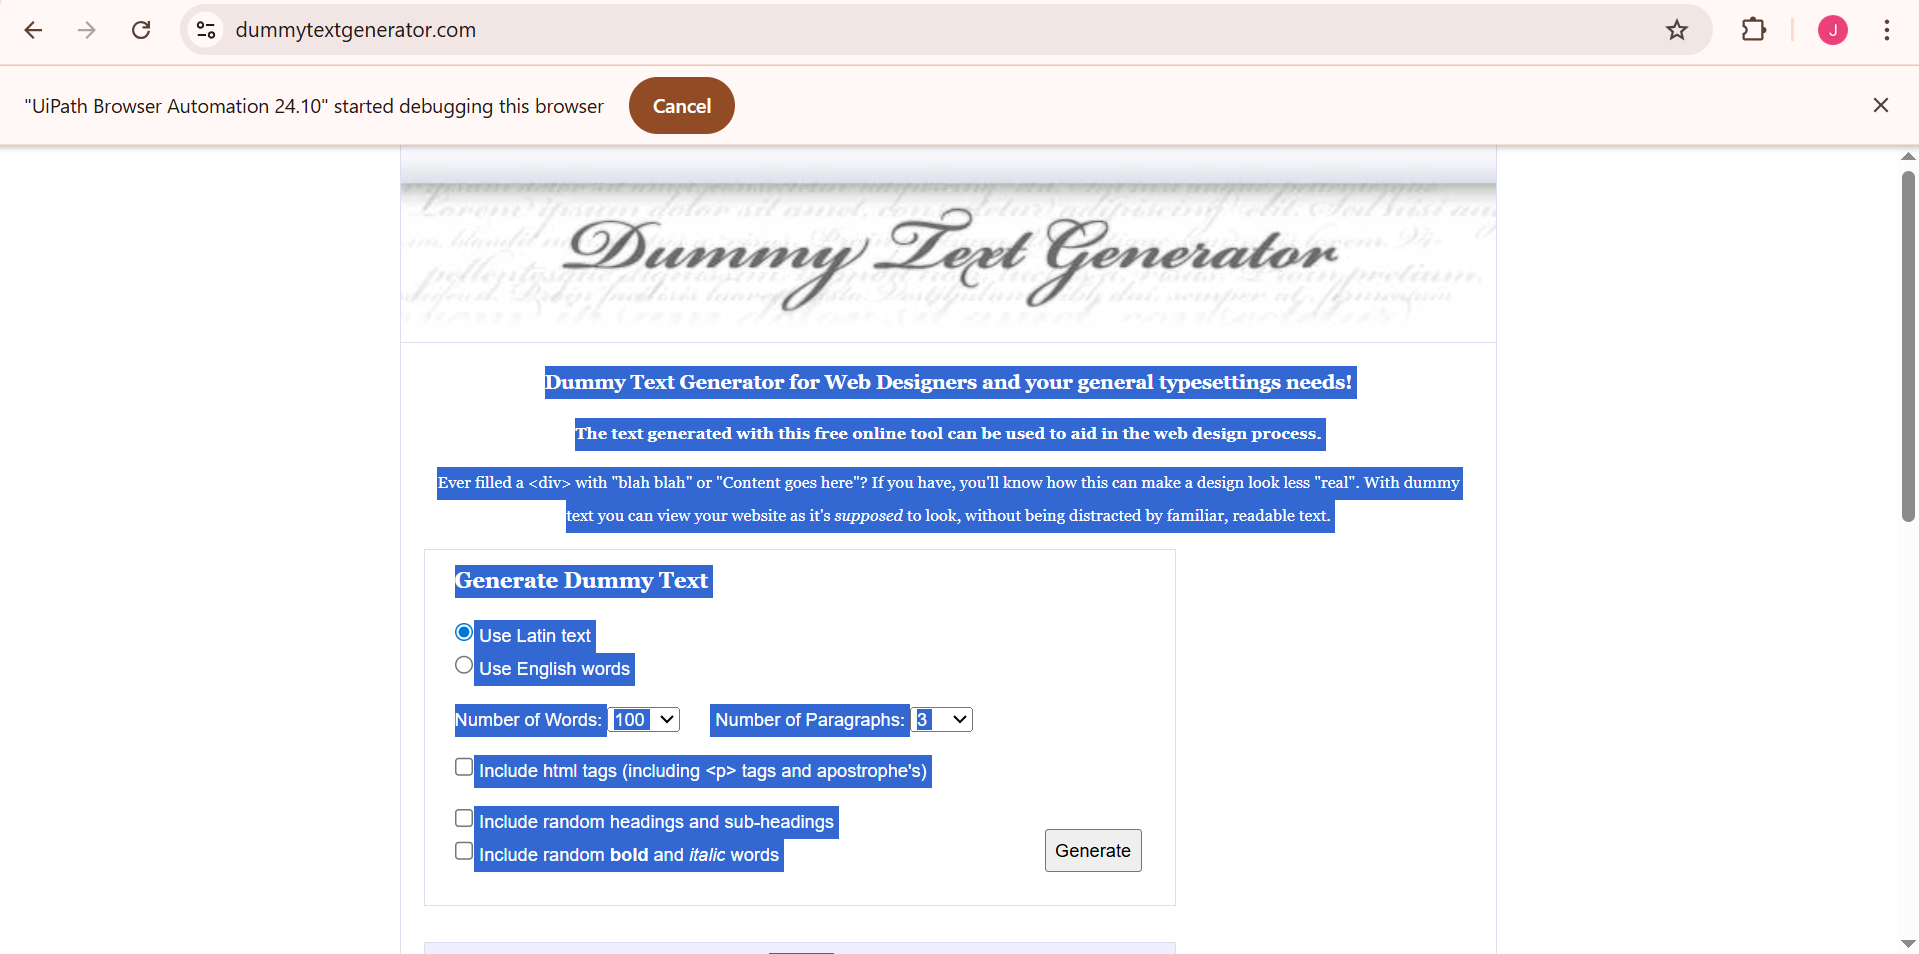 dummytextgenerator.com
J
"UiPath Browser Automation 24.10" started debugging this browser
Cancel
Dummy Text Generator
Dummy Text Generator for Web Designers and your general typesettings needs!
The text generated with this free online tool can be used to aid in the web design process.
Ever filled a <div> with "blah blah" or "Content goes here"? If you have, you'll know how this can make a design look less "real". With dummy
text you can view your website as it's supposed to look, without being distracted by familiar, readable text.
Generate Dummy Text
Use Latin text
Use English words
Number of Words: 100 Number of Paragraphs: 3
Include html tags (including <p> tags and apostrophe's)
Include random headings and sub-headings
Include random bold and italic words
Generate